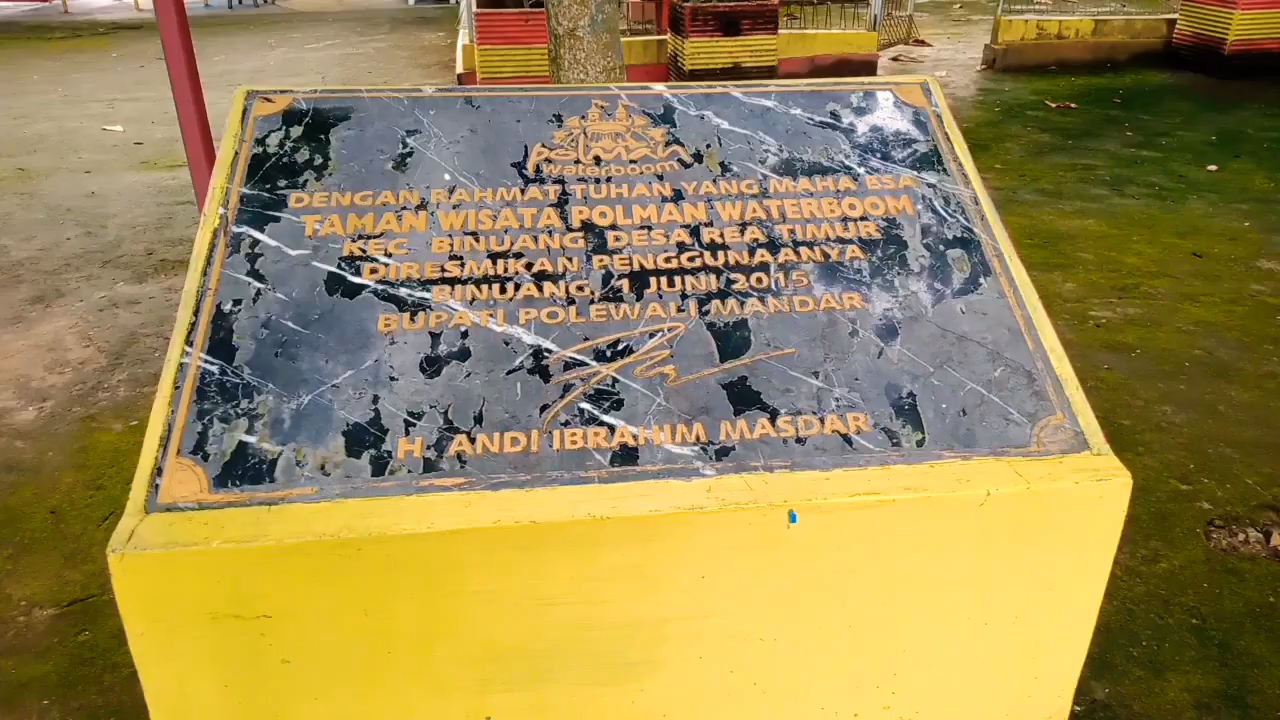 polman
waterboom
DENGAN RAHMAT TUHAN YANG MAHA ESA
TAMAN WISATA POLMAN WATERBOOM
KEC. BINUANG DESA REA TIMUR
DIRESMIKAN PENGGUNAANYA
BINUANG, 1 JUNI 2015
BUPATI POLEWALI MANDAR
H. ANDI IBRAHIM MASDAR